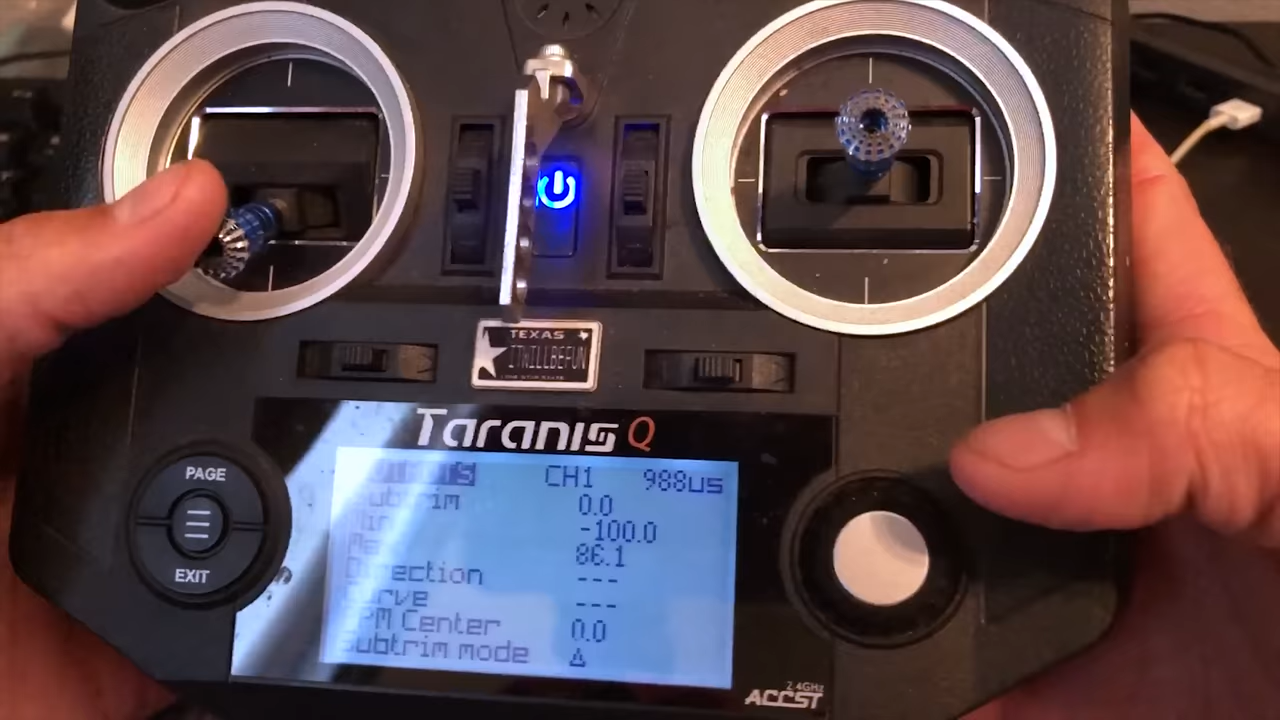 TEXAS
ITWILLBEFUN
Taranis Q
PAGE
EXIT
CH1 988us
Subtrim 0.0
-100.0
86.1
Direction ---
---
PPM Center 0.0
Subtrim mode Δ
2.4GHz
ACCST